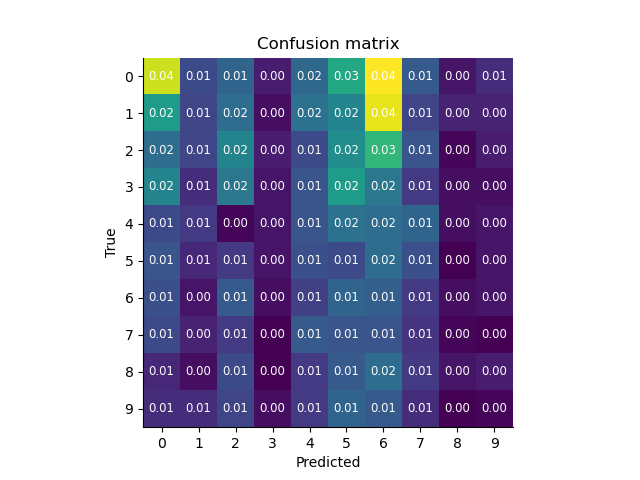 Confusion matrix
0 0.04 0.01 0.01 0.00 0.02 0.03 0.04 0.01 0.00 0.01
1 0.02 0.01 0.02 0.00 0.02 0.02 0.04 0.01 0.00 0.00
2 0.02 0.01 0.02 0.00 0.01 0.02 0.03 0.01 0.00 0.00
3 0.02 0.01 0.02 0.00 0.01 0.02 0.02 0.01 0.00 0.00
4 0.01 0.01 0.00 0.00 0.01 0.02 0.02 0.01 0.00 0.00
True
5 0.01 0.01 0.01 0.00 0.01 0.01 0.02 0.01 0.00 0.00
6 0.01 0.00 0.01 0.00 0.01 0.01 0.01 0.01 0.00 0.00
7 0.01 0.00 0.01 0.00 0.01 0.01 0.01 0.01 0.00 0.00
8 0.01 0.00 0.01 0.00 0.01 0.01 0.02 0.01 0.00 0.00
9 0.01 0.01 0.01 0.00 0.01 0.01 0.01 0.01 0.00 0.00
0 1 2 3 4 5 6 7 8 9
Predicted